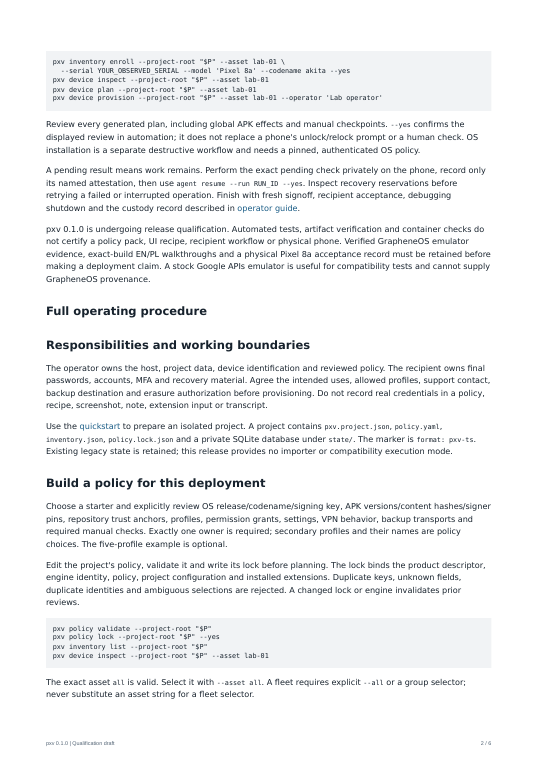 pxv inventory enroll --project-root "$P" --asset lab-01 \
  --serial YOUR_OBSERVED_SERIAL --model 'Pixel 8a' --codename akita --yes
pxv device inspect --project-root "$P" --asset lab-01
pxv device plan --project-root "$P" --asset lab-01
pxv device provision --project-root "$P" --asset lab-01 --operator 'Lab operator'
Review every generated plan, including global APK effects and manual checkpoints. --yes confirms the
displayed review in automation; it does not replace a phone's unlock/relock prompt or a human check. OS
installation is a separate destructive workflow and needs a pinned, authenticated OS policy.
A pending result means work remains. Perform the exact pending check privately on the phone, record only
its named attestation, then use agent resume --run RUN_ID --yes. Inspect recovery reservations before
retrying a failed or interrupted operation. Finish with fresh signoff, recipient acceptance, debugging
shutdown and the custody record described in operator guide.
pxv 0.1.0 is undergoing release qualification. Automated tests, artifact verification and container checks do
not certify a policy pack, UI recipe, recipient workflow or physical phone. Verified GrapheneOS emulator
evidence, exact-build EN/PL walkthroughs and a physical Pixel 8a acceptance record must be retained before
making a deployment claim. A stock Google APIs emulator is useful for compatibility tests and cannot supply
GrapheneOS provenance.
Full operating procedure
Responsibilities and working boundaries
The operator owns the host, project data, device identification and reviewed policy. The recipient owns final
passwords, accounts, MFA and recovery material. Agree the intended uses, allowed profiles, support contact,
backup destination and erasure authorization before provisioning. Do not record real credentials in a policy,
recipe, screenshot, note, extension input or transcript.
Use the quickstart to prepare an isolated project. A project contains pxv.project.json, policy.yaml,
inventory.json, policy.lock.json and a private SQLite database under state/. The marker is format: pxv-ts.
Existing legacy state is retained; this release provides no importer or compatibility execution mode.
Build a policy for this deployment
Choose a starter and explicitly review OS release/codename/signing key, APK versions/content hashes/signer
pins, repository trust anchors, profiles, permission grants, settings, VPN behavior, backup transports and
required manual checks. Exactly one owner is required; secondary profiles and their names are policy
choices. The five-profile example is optional.
Edit the project's policy, validate it and write its lock before planning. The lock binds the product descriptor,
engine identity, policy, project configuration and installed extensions. Duplicate keys, unknown fields,
duplicate identities and ambiguous selections are rejected. A changed lock or engine invalidates prior
reviews.
pxv policy validate --project-root "$P"
pxv policy lock --project-root "$P" --yes
pxv inventory list --project-root "$P"
pxv device inspect --project-root "$P" --asset lab-01
The exact asset all is valid. Select it with --asset all. A fleet requires explicit --all or a group selector;
never substitute an asset string for a fleet selector.
pxv 0.1.0 | Qualification draft
2 / 6